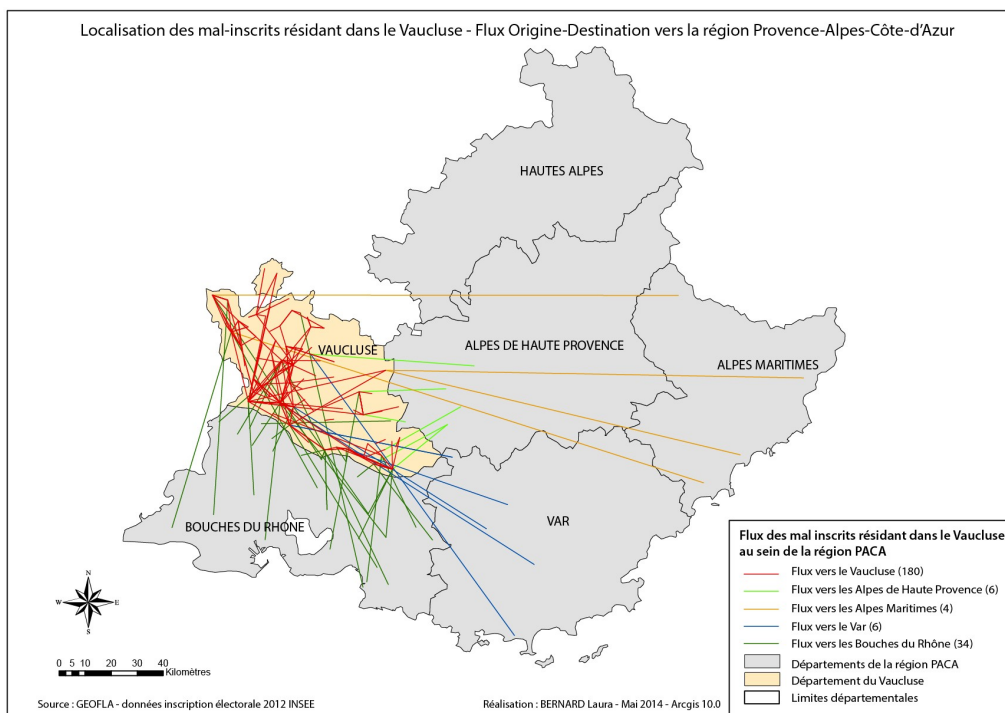 Localisation des mal-inscrits résidant dans le Vaucluse - Flux Origine-Destination vers la région Provence-Alpes-Côte-d'Azur
HAUTES ALPES
VAUCLUSE
ALPES DE HAUTE PROVENCE
ALPES MARITIMES
BOUCHES DU RHÔNE
VAR
Flux des mal inscrits résidant dans le Vaucluse
au sein de la région PACA
Flux vers le Vaucluse (180)
Flux vers les Alpes de Haute Provence (6)
Flux vers les Alpes Maritimes (4)
Flux vers le Var (6)
Flux vers les Bouches du Rhône (34)
Départements de la région PACA
Département du Vaucluse
Limites départementales
N
W E
S
0 5 10 20 30 40
Kilomètres
Source : GEOFLA - données inscription électorale 2012 INSEE
Réalisation : BERNARD Laura - Mai 2014 - Arcgis 10.0